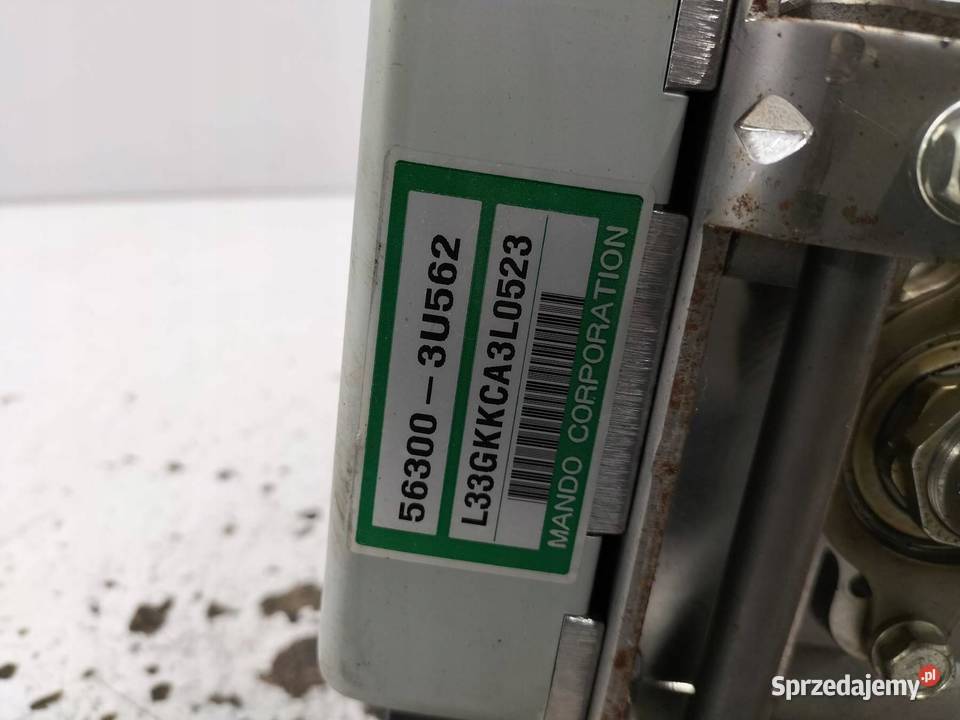 56300-3U562
L33GKKCA3L0523
MANDO CORPORATION
Sprzedajemy.pl